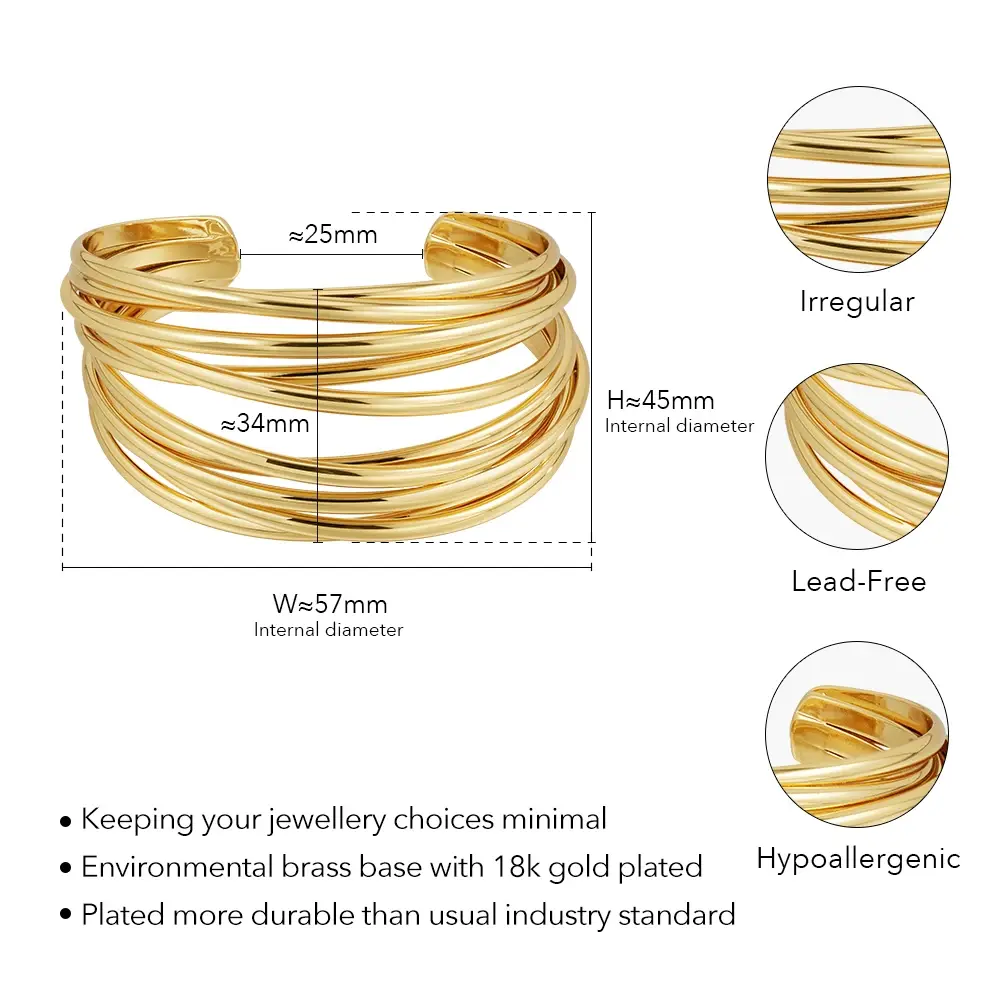 ≈25mm
Irregular
≈34mm
H≈45mm
Internal diameter
Lead-Free
W≈57mm
Internal diameter
Hypoallergenic
• Keeping your jewellery choices minimal
• Environmental brass base with 18k gold plated
• Plated more durable than usual industry standard